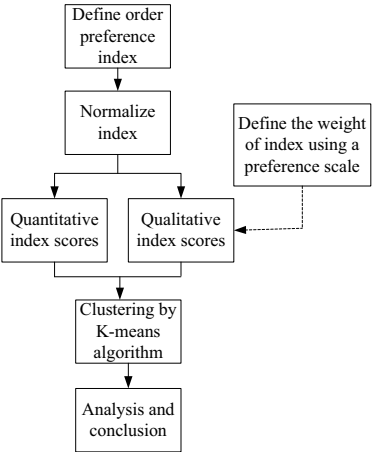 Define order
preference
index
Normalize
index
Define the weight
of index using a
preference scale
Quantitative
index scores
Qualitative
index scores
Clustering by
K-means
algorithm
Analysis and
conclusion